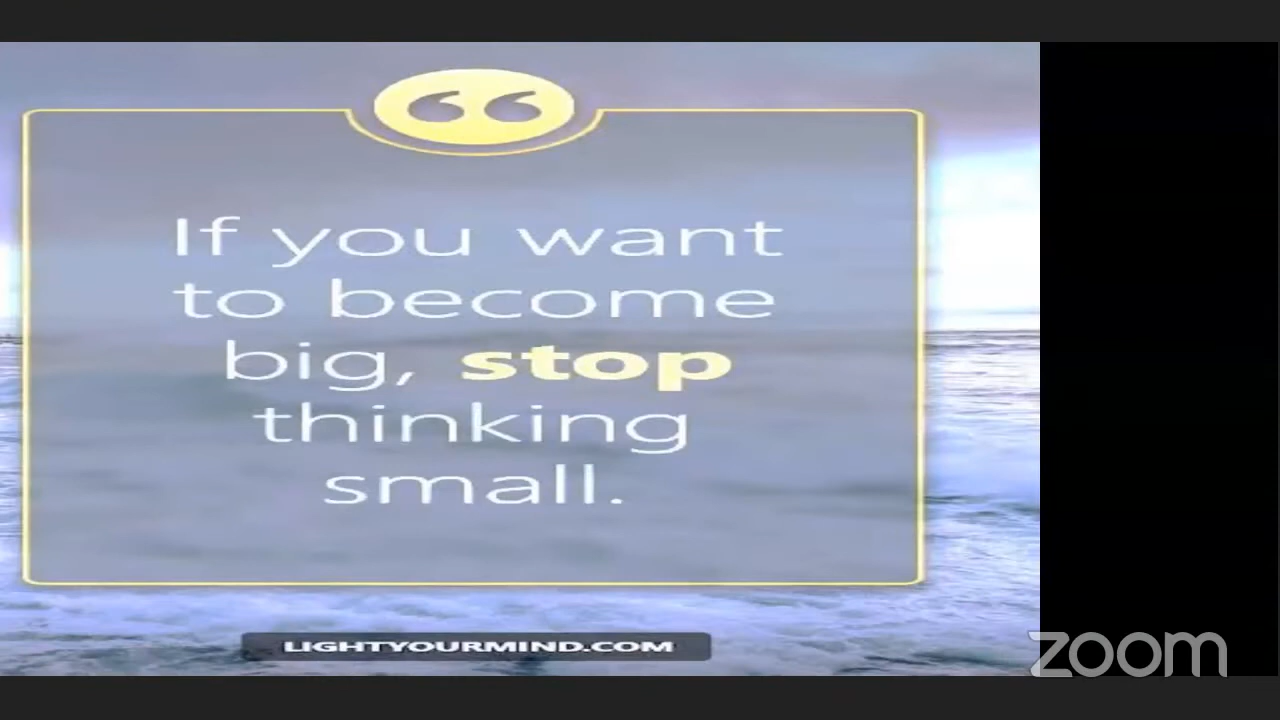 “
If you want
to become
big, stop
thinking
small.
LIGHTYOURMIND.COM
zoom